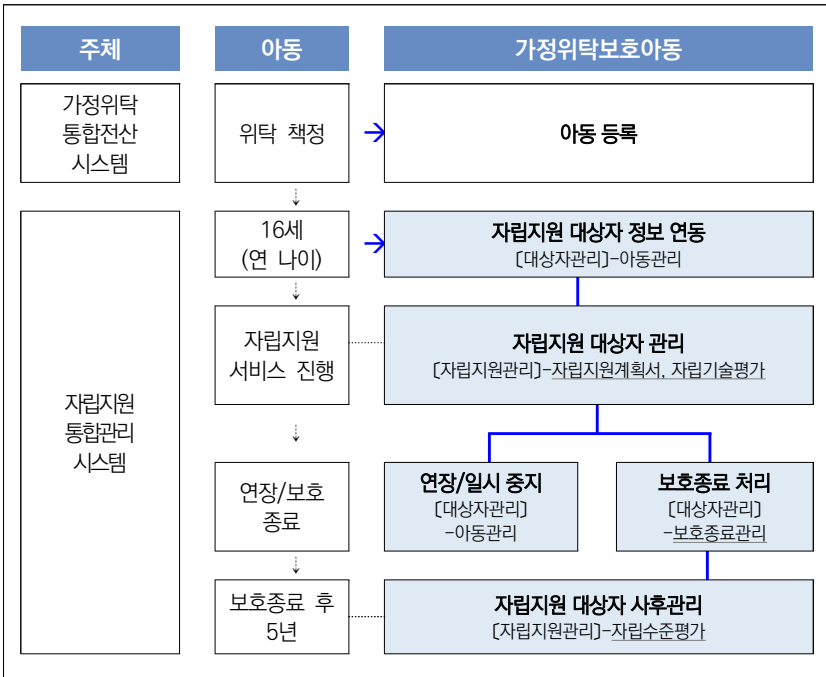 주체
아동
가정위탁보호아동
가정위탁
통합전산
시스템
위탁 책정
아동 등록
16세
(연 나이)
자립지원 대상자 정보 연동
[대상자관리]-아동관리
자립지원
서비스 진행
자립지원 대상자 관리
[자립지원관리]-자립지원계획서, 자립기술평가
자립지원
통합관리
시스템
연장/보호
종료
연장/일시 중지
[대상자관리]
-아동관리
보호종료 처리
[대상자관리]
-보호종료관리
보호종료 후
5년
자립지원 대상자 사후관리
[자립지원관리]-자립수준평가